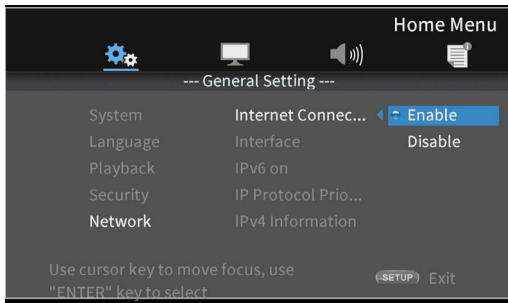 Home Menu
--- General Setting ---
System Internet Connec... Enable
Language Interface Disable
Playback IPv6 on
Security IP Protocol Prio...
Network IPv4 Information
Use cursor key to move focus, use
"ENTER" key to select
SETUP Exit